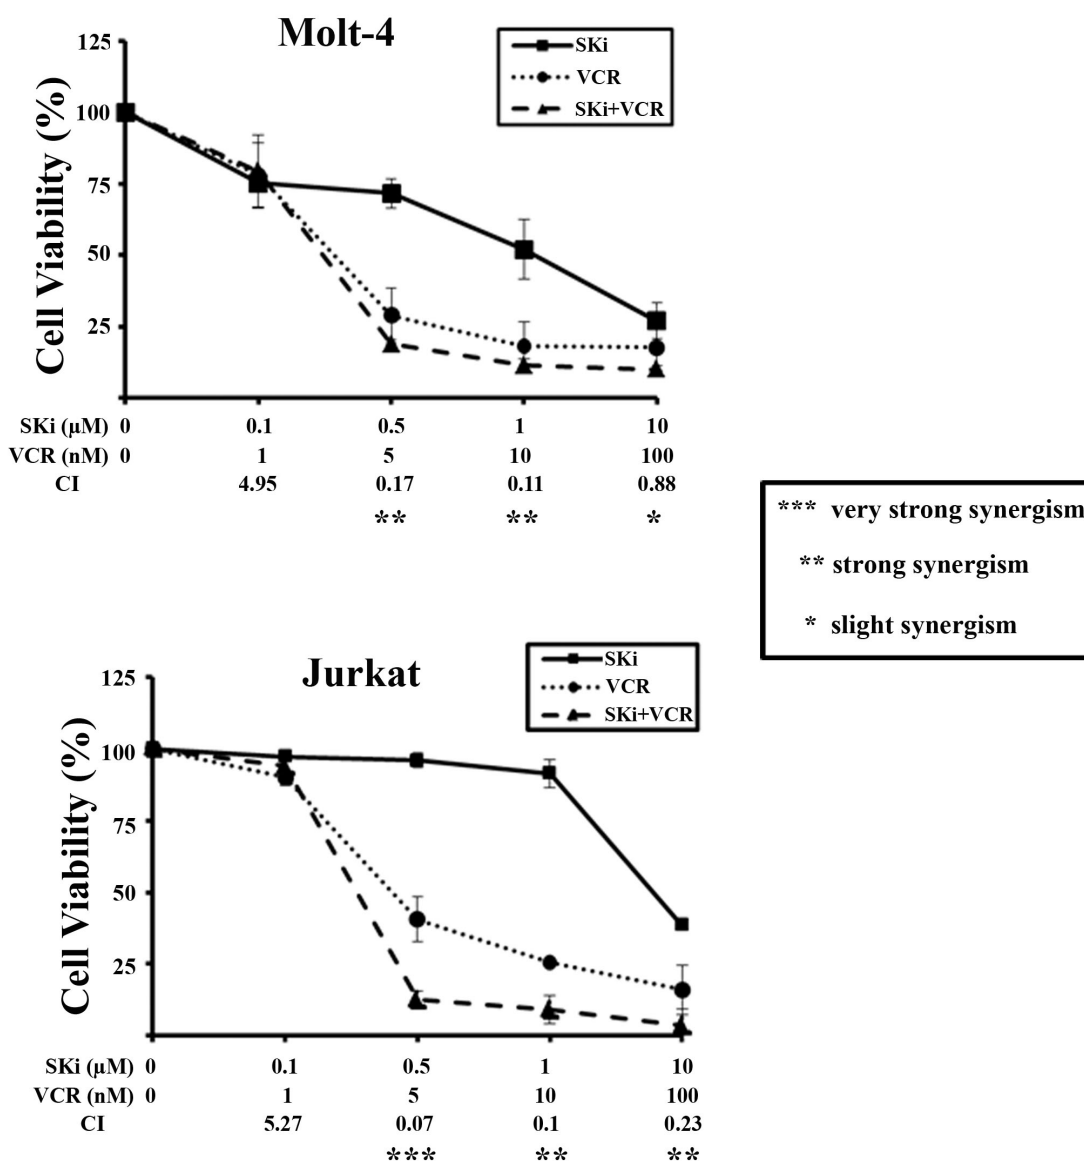 Molt-4
SKi
VCR
SKi+VCR
Cell Viability (%)
125
100
75
50
25
SKi (µM) 0 0.1 0.5 1 10
VCR (nM) 0 1 5 10 100
CI 4.95 0.17 0.11 0.88
** ** *
*** very strong synergism
** strong synergism
* slight synergism
Jurkat
SKi
VCR
SKi+VCR
Cell Viability (%)
125
100
75
50
25
SKi (µM) 0 0.1 0.5 1 10
VCR (nM) 0 1 5 10 100
CI 5.27 0.07 0.1 0.23
*** ** **